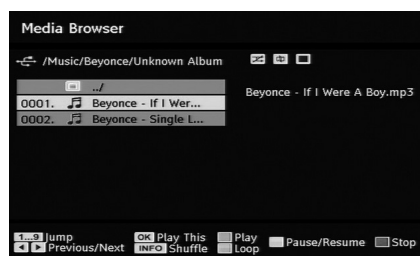 Media Browser
/Music/Beyonce/Unknown Album
../
Beyonce - If I Were A Boy.mp3
0001. Beyonce - If I Wer...
0002. Beyonce - Single L...
1...9 Jump OK Play This Play Pause/Resume Stop
Previous/Next INFO Shuffle Loop